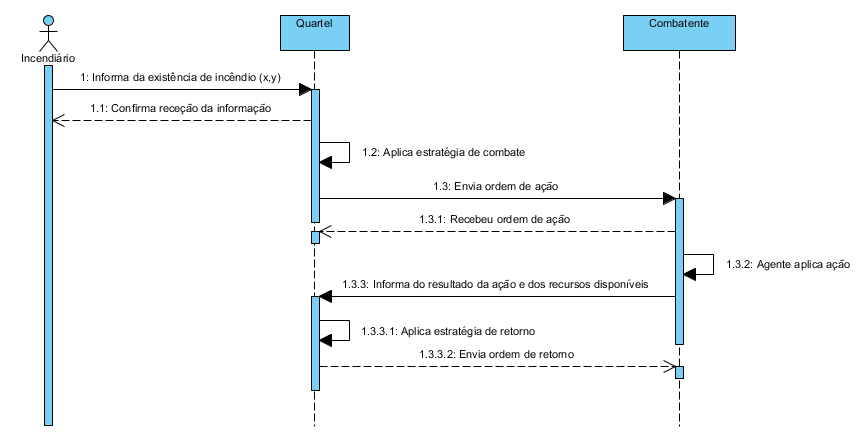 Quartel
Combatente
Incendiário
1: Informa da existência de incêndio (x,y)
1.1: Confirma receção da informação
1.2: Aplica estratégia de combate
1.3: Envia ordem de ação
1.3.1: Recebeu ordem de ação
1.3.2: Agente aplica ação
1.3.3: Informa do resultado da ação e dos recursos disponíveis
1.3.3.1: Aplica estratégia de retorno
1.3.3.2: Envia ordem de retorno